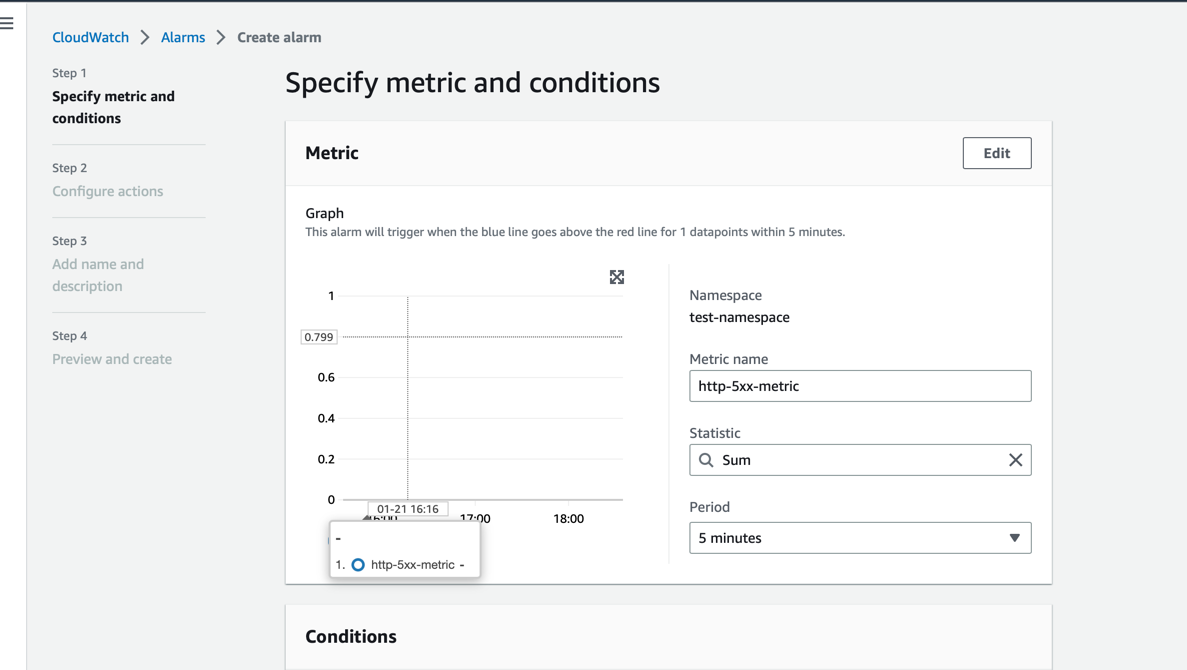 CloudWatch > Alarms > Create alarm
Step 1
Specify metric and
conditions
Step 2
Configure actions
Step 3
Add name and
description
Step 4
Preview and create
Specify metric and conditions
Metric
Edit
Graph
This alarm will trigger when the blue line goes above the red line for 1 datapoints within 5 minutes.
1
0.799
0.6
0.4
0.2
0
01-21 16:16
16:00
17:00
18:00
-
1. http-5xx-metric -
Namespace
test-namespace
Metric name
http-5xx-metric
Statistic
Sum
Period
5 minutes
Conditions